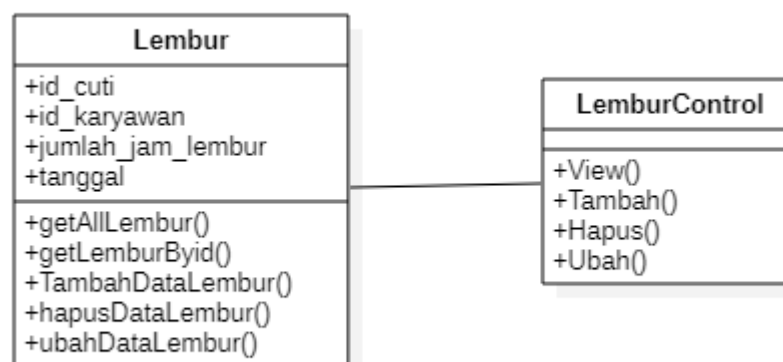 Lembur
+id_cuti
+id_karyawan
+jumlah_jam_lembur
+tanggal
+getAllLembur()
+getLemburByid()
+TambahDataLembur()
+hapusDataLembur()
+ubahDataLembur()
LemburControl
+View()
+Tambah()
+Hapus()
+Ubah()